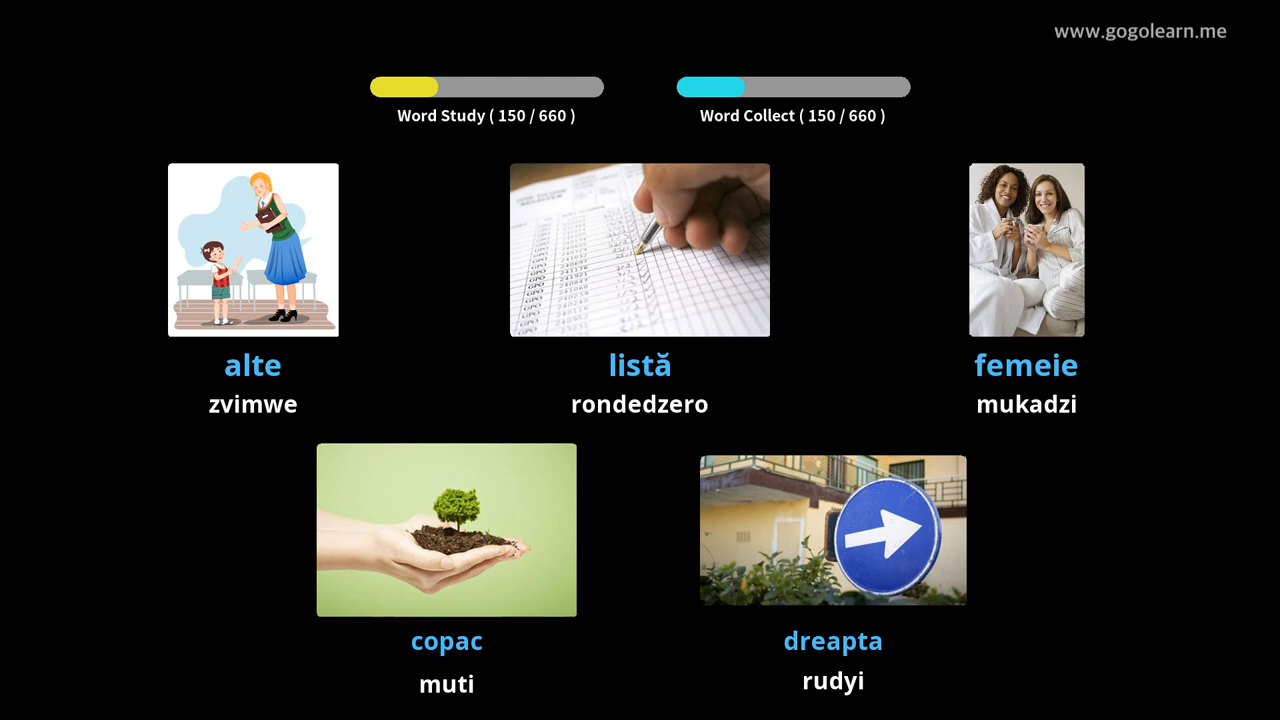 www.gogolearn.me
Word Study ( 150 / 660 )
Word Collect ( 150 / 660 )
alte
zvimwe
listă
rondedzero
femeie
mukadzi
copac
muti
dreapta
rudyi